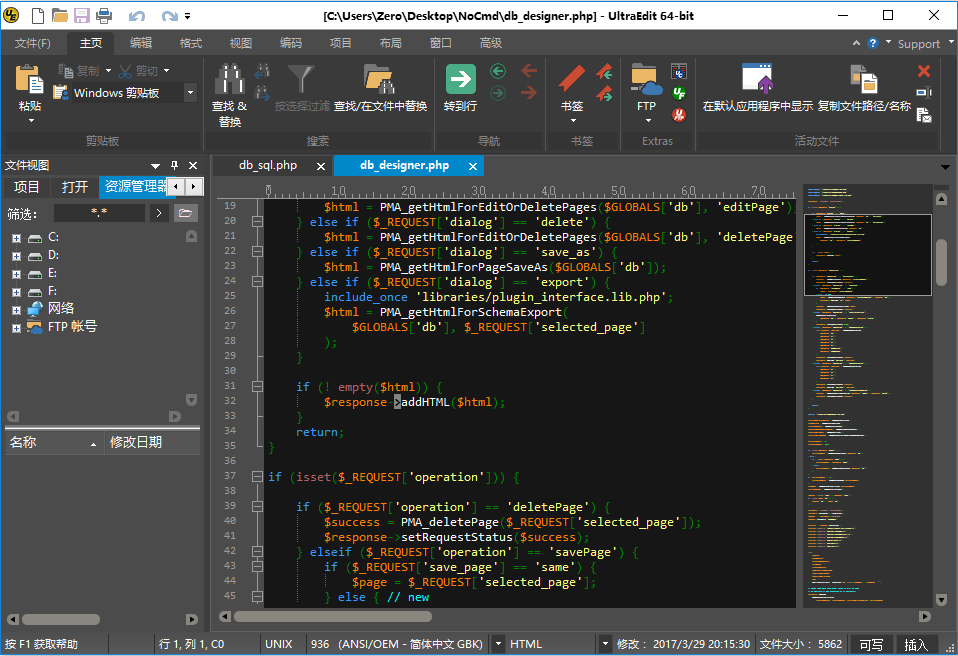 [C:\Users\Zero\Desktop\NoCmd\db_designer.php] - UltraEdit 64-bit
文件(F) 主页 编辑 格式 视图 编码 项目 布局 窗口 高级 Support
粘贴 复制 剪切
Windows 剪贴板
查找 & 替换 按选择过滤 查找/在文件中替换 转到行 书签 FTP 在默认应用程序中显示 复制文件路径/名称
剪贴板 搜索 导航 书签 Extras 活动文件
文件视图
项目 打开 资源管理器
筛选: *.*
C:
D:
E:
F:
网络
FTP 帐号
名称 修改日期
db_sql.php db_designer.php
0 10 20 30 40 50 60 70
19 $html = PMA_getHtmlForEditOrDeletePages($GLOBALS['db'], 'editPage')
20 } else if ($_REQUEST['dialog'] == 'delete') {
21 $html = PMA_getHtmlForEditOrDeletePages($GLOBALS['db'], 'deletePage
22 } else if ($_REQUEST['dialog'] == 'save_as') {
23 $html = PMA_getHtmlForPageSaveAs($GLOBALS['db']);
24 } else if ($_REQUEST['dialog'] == 'export') {
25 include_once 'libraries/plugin_interface.lib.php';
26 $html = PMA_getHtmlForSchemaExport(
27 $GLOBALS['db'], $_REQUEST['selected_page']
28 );
29 }
30
31 if (! empty($html)) {
32 $response->addHTML($html);
33 }
34 return;
35 }
36
37 if (isset($_REQUEST['operation'])) {
38
39 if ($_REQUEST['operation'] == 'deletePage') {
40 $success = PMA_deletePage($_REQUEST['selected_page']);
41 $response->setRequestStatus($success);
42 } elseif ($_REQUEST['operation'] == 'savePage') {
43 if ($_REQUEST['save_page'] == 'same') {
44 $page = $_REQUEST['selected_page'];
45 } else { // new
按 F1 获取帮助 行 1, 列 1, C0 UNIX 936 (ANSI/OEM - 简体中文 GBK) HTML 修改: 2017/3/29 20:15:30 文件大小: 5862 可写 插入